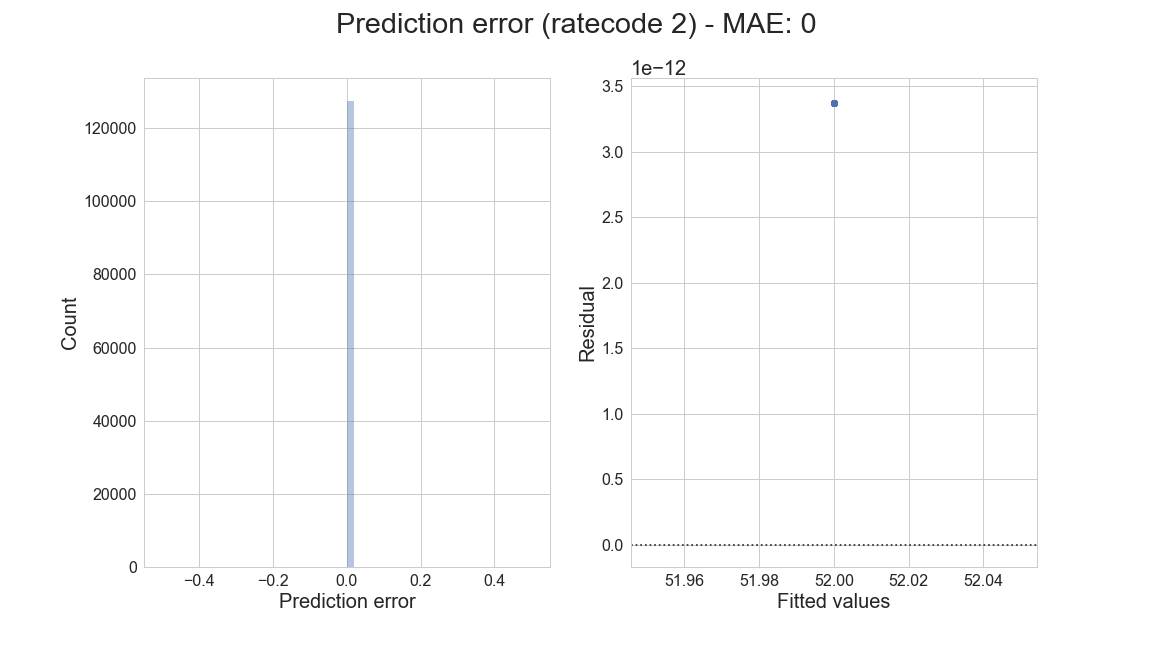 Prediction error (ratecode 2) - MAE: 0
120000
100000
80000
60000
40000
20000
0
Count
−0.4 −0.2 0.0 0.2 0.4
Prediction error
1e−12
3.5
3.0
2.5
2.0
1.5
1.0
0.5
0.0
Residual
51.96 51.98 52.00 52.02 52.04
Fitted values